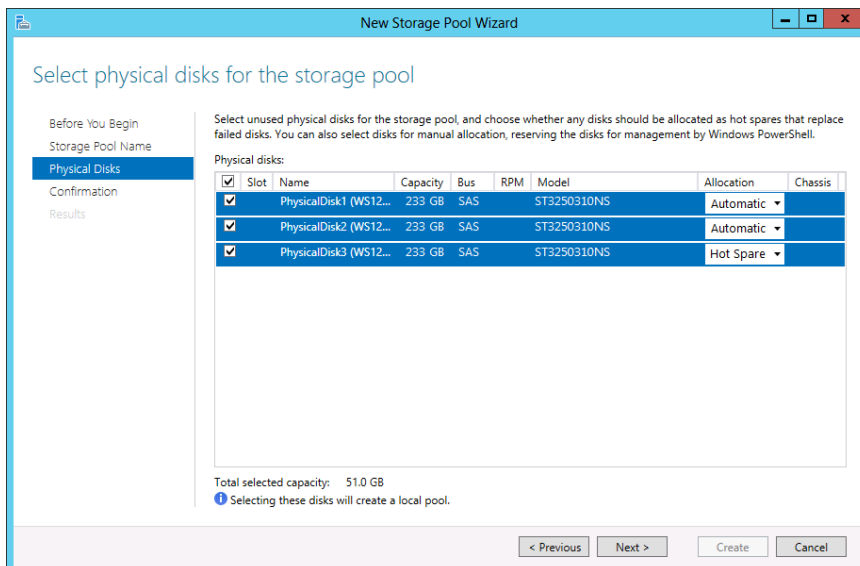 New Storage Pool Wizard
Select physical disks for the storage pool
Before You Begin
Storage Pool Name
Physical Disks
Confirmation
Results
Select unused physical disks for the storage pool, and choose whether any disks should be allocated as hot spares that replace
failed disks. You can also select disks for manual allocation, reserving the disks for management by Windows PowerShell.
Physical disks:
Slot Name Capacity Bus RPM Model Allocation Chassis
PhysicalDisk1 (WS12... 233 GB SAS ST3250310NS Automatic
PhysicalDisk2 (WS12... 233 GB SAS ST3250310NS Automatic
PhysicalDisk3 (WS12... 233 GB SAS ST3250310NS Hot Spare
Total selected capacity: 51.0 GB
Selecting these disks will create a local pool.
< Previous Next > Create Cancel